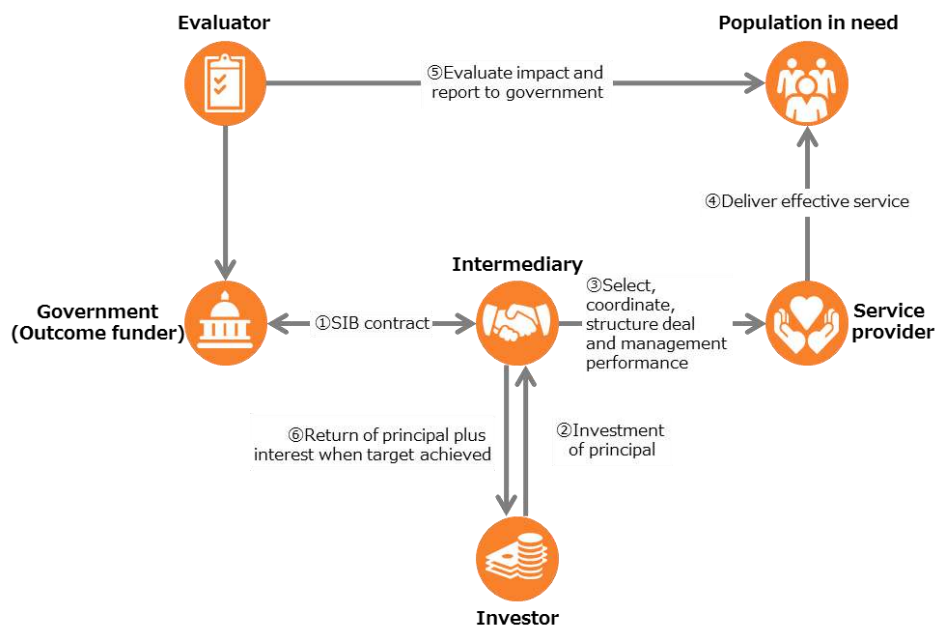 Evaluator
Population in need
⑤Evaluate impact and
report to government
④Deliver effective service
Intermediary
Government
(Outcome funder)
①SIB contract
③Select,
coordinate,
structure deal
and management
performance
Service
provider
⑥Return of principal plus
interest when target achieved
②Investment
of principal
Investor